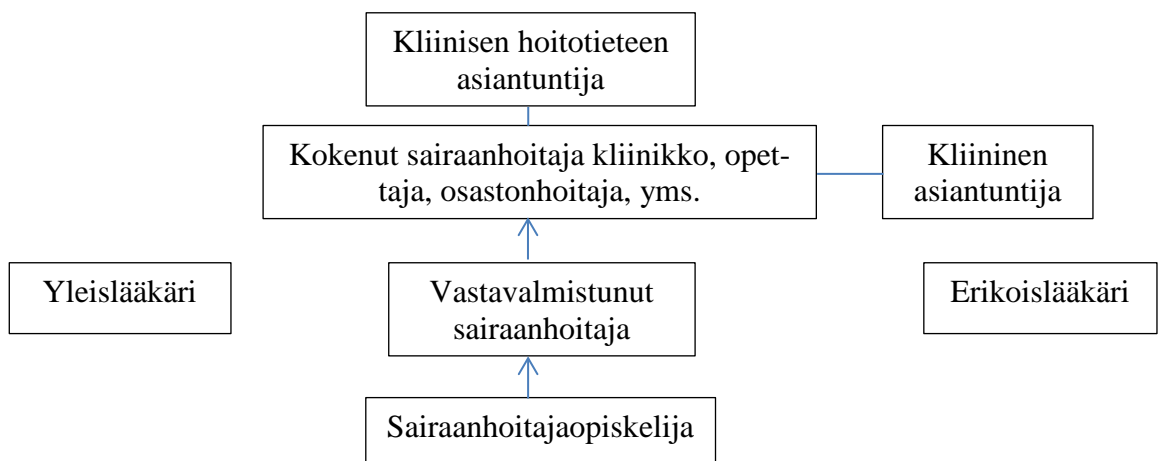 Kliinisen hoitotieteen
asiantuntija
Kokenut sairaanhoitaja kliinikko, opet-
taja, osastonhoitaja, yms.
Kliininen
asiantuntija
Yleislääkäri
Vastavalmistunut
sairaanhoitaja
Erikoislääkäri
Sairaanhoitajaopiskelija